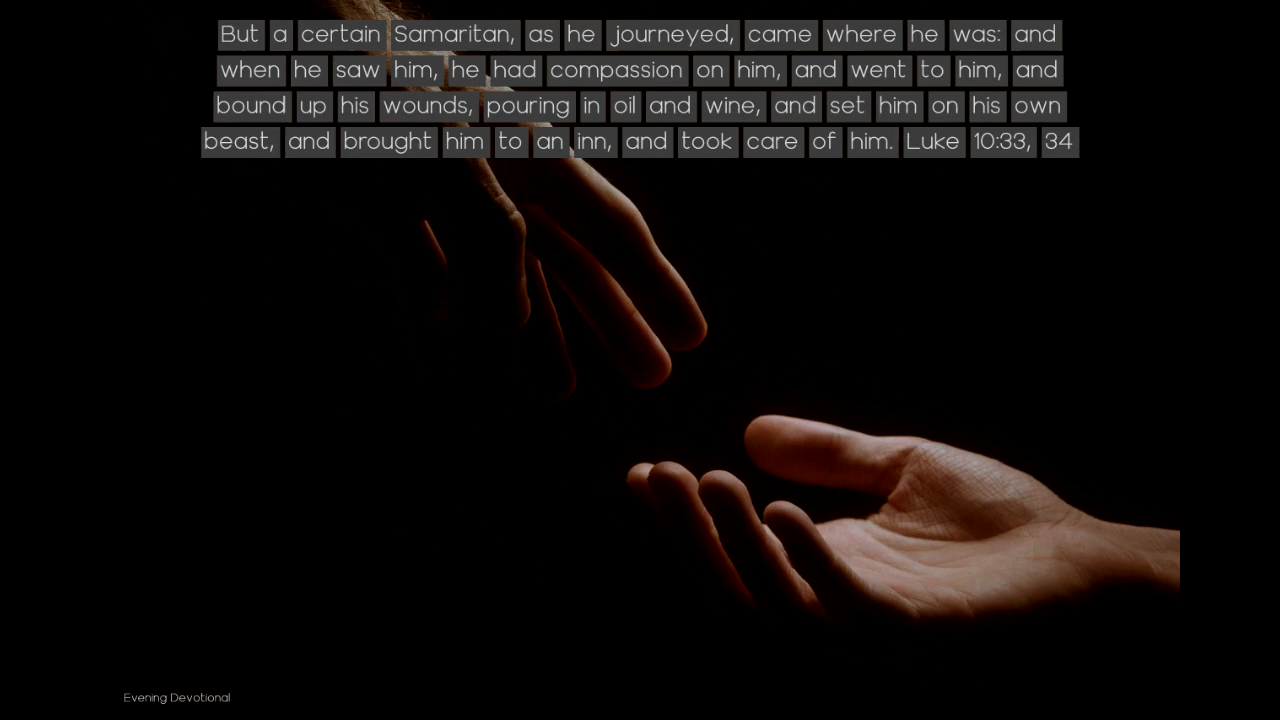 But a certain Samaritan, as he journeyed, came where he was: and
when he saw him, he had compassion on him, and went to him, and
bound up his wounds, pouring in oil and wine, and set him on his own
beast, and brought him to an inn, and took care of him. Luke 10:33, 34
Evening Devotional